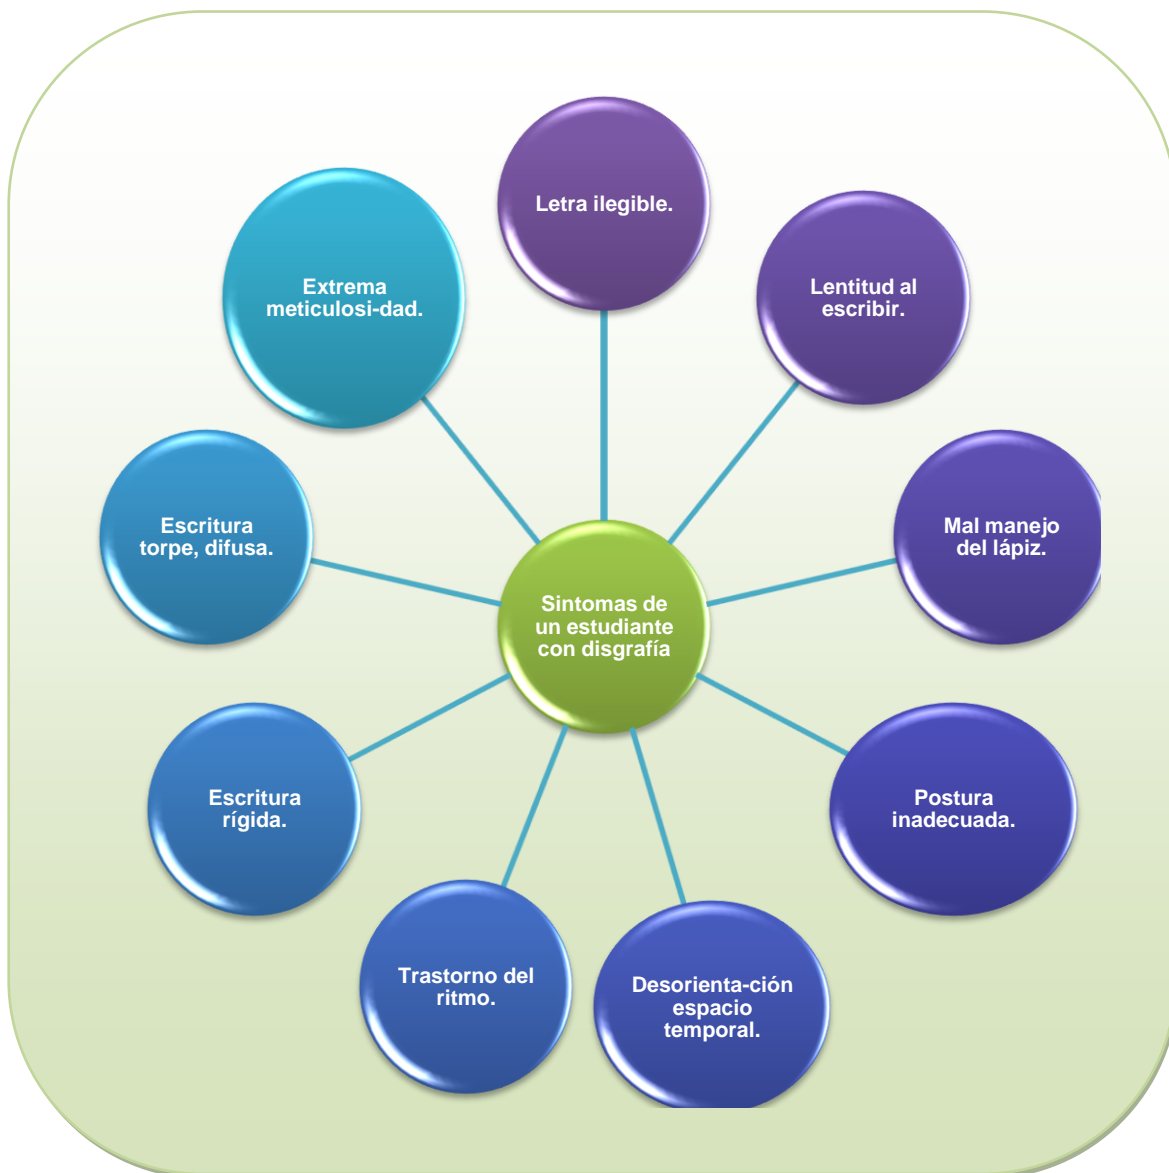 Letra ilegible.
Lentitud al
escribir.
Mal manejo
del lápiz.
Postura
inadecuada.
Desorienta-ción
espacio
temporal.
Trastorno del
ritmo.
Escritura
rígida.
Escritura
torpe, difusa.
Extrema
meticulosi-dad.
Sintomas de
un estudiante
con disgrafía